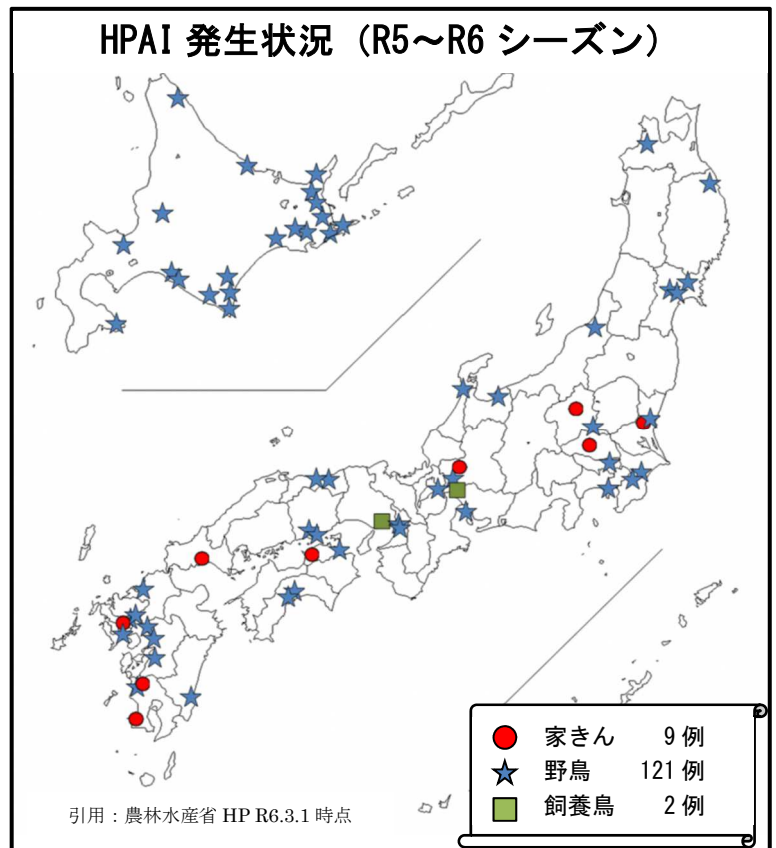 HPAI 発生状況（R5～R6 シーズン）
家きん 9 例
野鳥 121 例
飼養鳥 2 例
引用：農林水産省 HP R6.3.1 時点